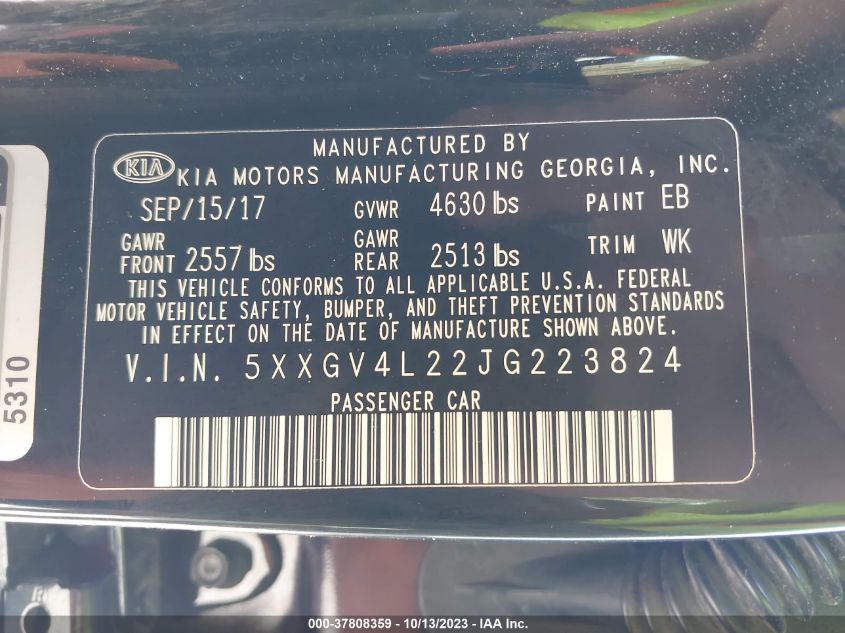 MANUFACTURED BY
KIA KIA MOTORS MANUFACTURING GEORGIA, INC.
SEP/15/17 GVWR 4630 lbs PAINT EB
GAWR FRONT 2557 lbs GAWR REAR 2513 lbs TRIM WK
THIS VEHICLE CONFORMS TO ALL APPLICABLE U.S.A. FEDERAL
MOTOR VEHICLE SAFETY, BUMPER, AND THEFT PREVENTION STANDARDS
IN EFFECT ON THE DATE OF MANUFACTURE SHOWN ABOVE.
V.I.N. 5XXGV4L22JG223824
PASSENGER CAR
5310
000-37808359 - 10/13/2023 - IAA Inc.